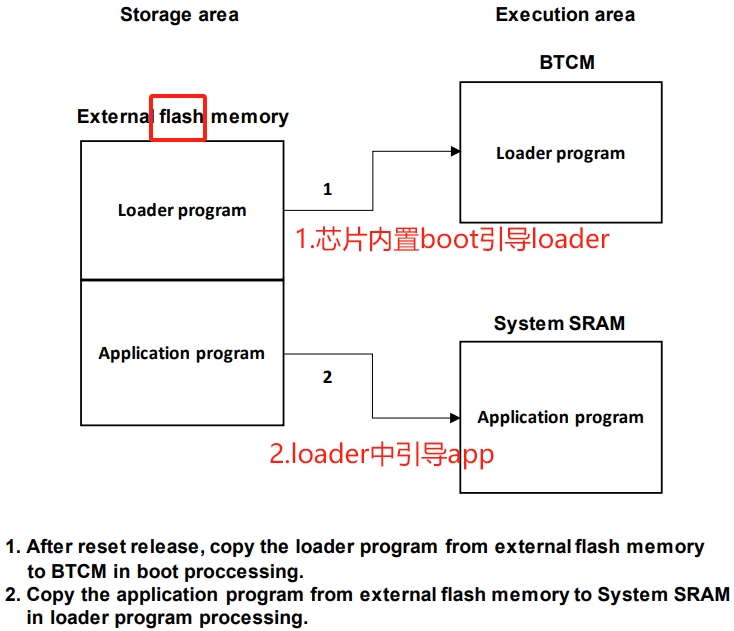 Storage area
Execution area
BTCM
External flash memory
Loader program
Loader program
1
1.芯片内置boot引导loader
System SRAM
Application program
2
Application program
2.loader中引导app
1. After reset release, copy the loader program from external flash memory
to BTCM in boot proccessing.
2. Copy the application program from external flash memory to System SRAM
in loader program processing.